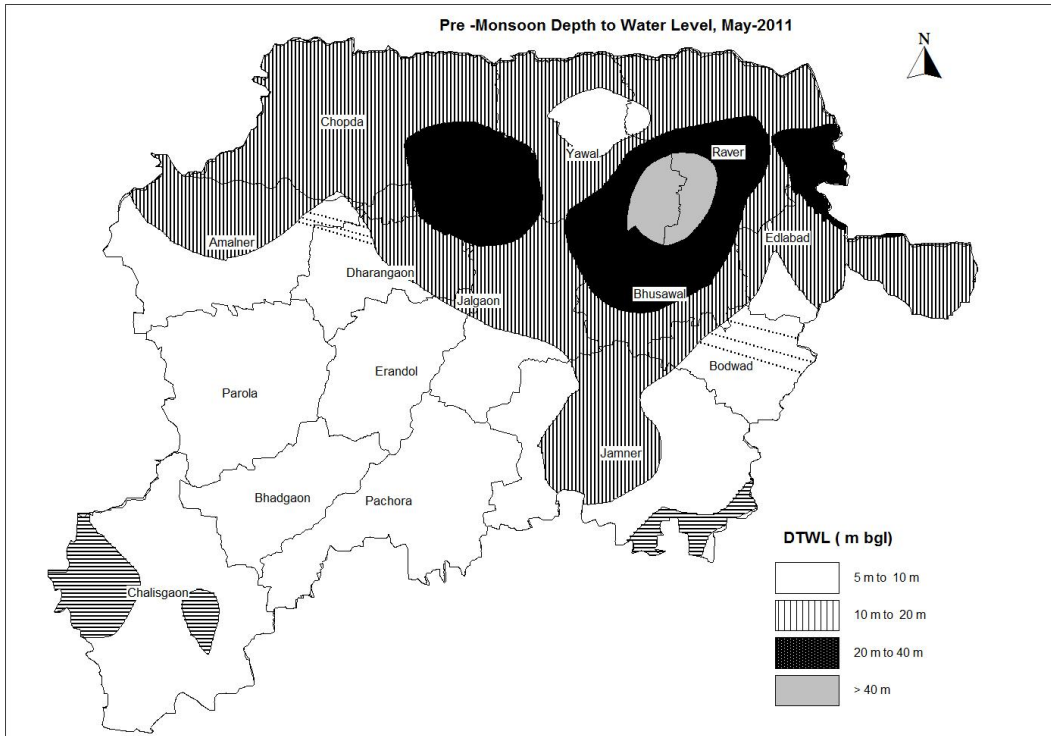 Pre -Monsoon Depth to Water Level, May-2011
N
Chopda
Yawal
Raver
Amalner
Edlabad
Dharangaon
Jalgaon
Bhusawal
Erandol
Bodwad
Parola
Jamner
Bhadgaon
Pachora
Chalisgaon
DTWL ( m bgl)
5 m to 10 m
10 m to 20 m
20 m to 40 m
> 40 m